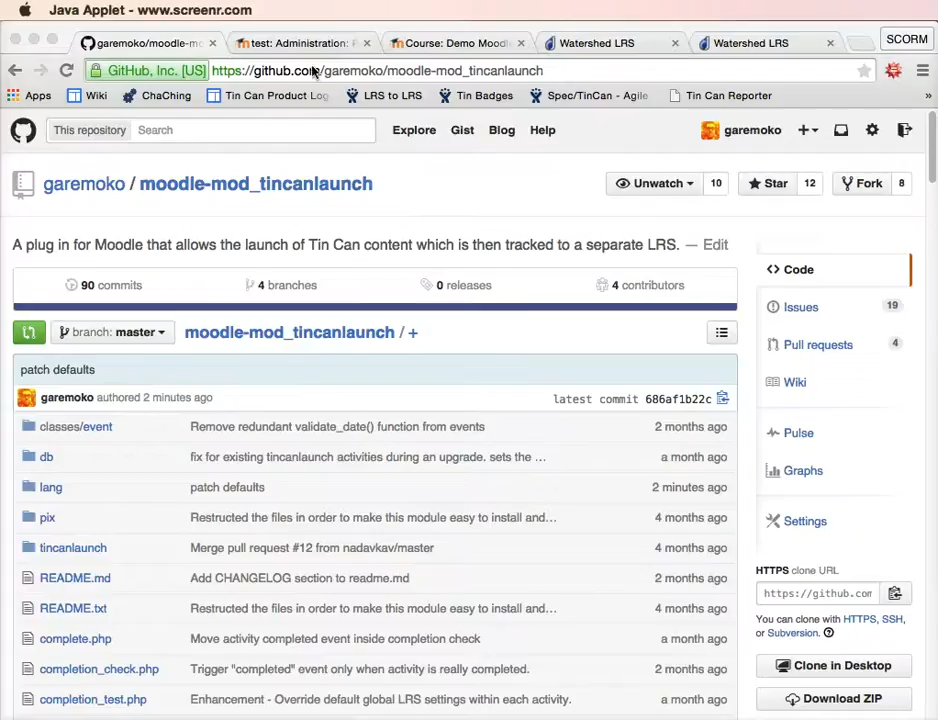 Java Applet - www.screenr.com
garemoko/moodle-mo
test: Administration: P
Course: Demo Mood
Watershed LRS
Watershed LRS
SCORM
GitHub, Inc. [US] https://github.com/garemoko/moodle-mod_tincanlaunch
Apps Wiki ChaChing Tin Can Product Log LRS to LRS Tin Badges Spec/TinCan - Agile Tin Can Reporter »
This repository Search Explore Gist Blog Help garemoko
garemoko / moodle-mod_tincanlaunch
Unwatch 10 Star 12 Fork 8
A plug in for Moodle that allows the launch of Tin Can content which is then tracked to a separate LRS. — Edit
90 commits 4 branches 0 releases 4 contributors
branch: master moodle-mod_tincanlaunch / +
patch defaults
garemoko authored 2 minutes ago latest commit 686af1b22c
classes/event Remove redundant validate_date() function from events 2 months ago
db fix for existing tincanlaunch activities during an upgrade. sets the … a month ago
lang patch defaults 2 minutes ago
pix Restructed the files in order to make this module easy to install and… 4 months ago
tincanlaunch Merge pull request #12 from nadavkav/master 4 months ago
README.md Add CHANGELOG section to readme.md 2 months ago
README.txt Restructed the files in order to make this module easy to install and… 4 months ago
complete.php Move activity completed event inside completion check a month ago
completion_check.php Trigger "completed" event only when activity is really completed. 2 months ago
completion_test.php Enhancement - Override default global LRS settings within each activity. a month ago
Code
Issues 19
Pull requests 4
Wiki
Pulse
Graphs
Settings
HTTPS clone URL
https://github.com
You can clone with HTTPS, SSH,
or Subversion.
Clone in Desktop
Download ZIP